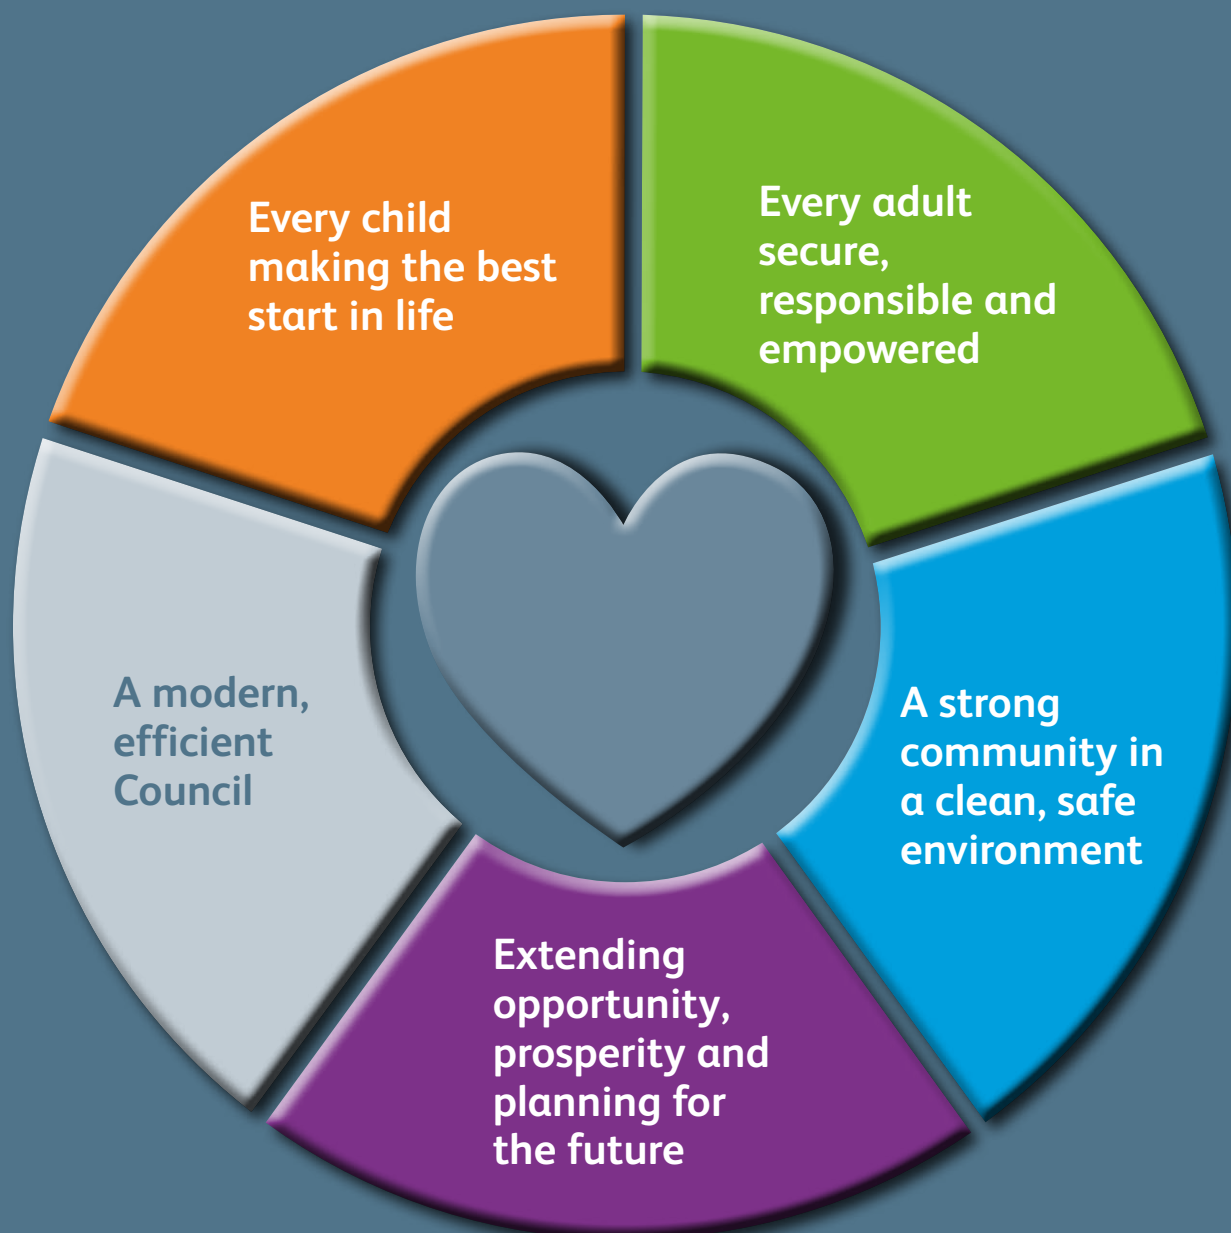 Every child
making the best
start in life
Every adult
secure,
responsible and
empowered
A strong
community in
a clean, safe
environment
Extending
opportunity,
prosperity and
planning for
the future
A modern,
efficient
Council